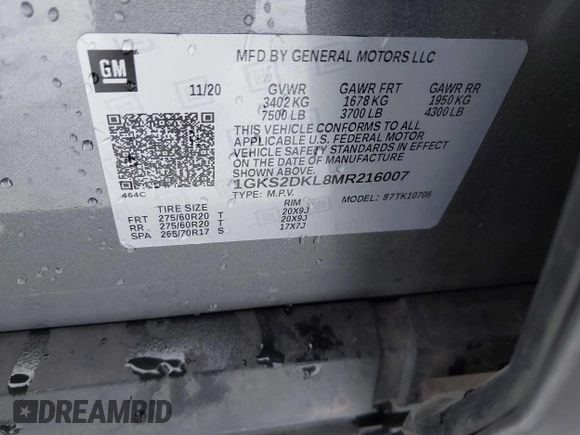 GM
MFD BY GENERAL MOTORS LLC
11/20 GVWR GAWR FRT GAWR RR
3402 KG 1678 KG 1950 KG
7500 LB 3700 LB 4300 LB
THIS VEHICLE CONFORMS TO ALL
APPLICABLE U.S. FEDERAL MOTOR
VEHICLE SAFETY STANDARDS IN EFFECT
ON THE DATE OF MANUFACTURE
SHOWN ABOVE.
1GKS2DKL8MR216007
TYPE: M.P.V. MODEL: 87TK10706
464C
TIRE SIZE RIM
FRT 275/60R20 T 20X9J
RR 275/60R20 T 20X9J
SPA 265/70R17 S 17X7J
DREAMBID